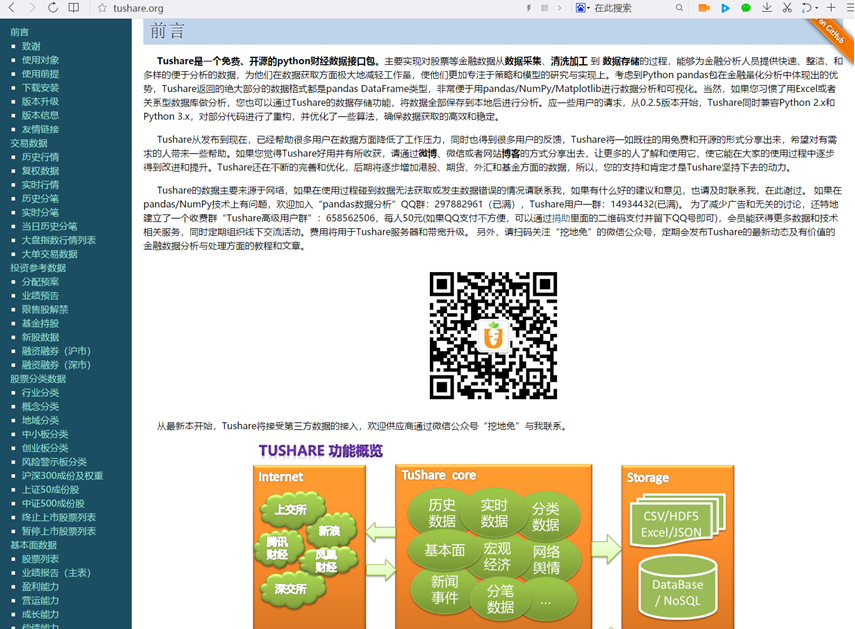 tushare.org
在此搜索
前言
致谢
使用对象
使用前提
下载安装
版本升级
版本信息
友情链接
交易数据
历史行情
复权数据
实时行情
历史分笔
实时分笔
当日历史分笔
大盘指数行情列表
大单交易数据
投资参考数据
分配预案
业绩预告
限售股解禁
基金持股
新股数据
融资融券（沪市）
融资融券（深市）
股票分类数据
行业分类
概念分类
地域分类
中小板分类
创业板分类
风险警示板分类
沪深300成份及权重
上证50成份股
中证500成份股
终止上市股票列表
暂停上市股票列表
基本面数据
股票列表
业绩报告（主表）
盈利能力
营运能力
成长能力
偿债能力
前言
on GitHub
Tushare是一个免费、开源的python财经数据接口包。主要实现对股票等金融数据从数据采集、清洗加工 到 数据存储的过程，能够为金融分析人员提供快速、整洁、和
多样的便于分析的数据，为他们在数据获取方面极大地减轻工作量，使他们更加专注于策略和模型的研究与实现上。考虑到Python pandas包在金融量化分析中体现出的优
势，Tushare返回的绝大部分的数据格式都是pandas DataFrame类型，非常便于用pandas/NumPy/Matplotlib进行数据分析和可视化。当然，如果您习惯了用Excel或者
关系型数据库做分析，您也可以通过Tushare的数据存储功能，将数据全部保存到本地后进行分析。应一些用户的请求，从0.2.5版本开始，Tushare同时兼容Python 2.x和
Python 3.x，对部分代码进行了重构，并优化了一些算法，确保数据获取的高效和稳定。
Tushare从发布到现在，已经帮助很多用户在数据方面降低了工作压力，同时也得到很多用户的反馈，Tushare将一如既往的用免费和开源的形式分享出来，希望对有需
求的人带来一些帮助。如果您觉得Tushare好用并有所收获，请通过微博、微信或者网站博客的方式分享出去，让更多的人了解和使用它，使它能在大家的使用过程中逐步
得到改进和提升。Tushare还在不断的完善和优化，后期将逐步增加港股、期货、外汇和基金方面的数据，所以，您的支持和肯定才是Tushare坚持下去的动力。
Tushare的数据主要来源于网络，如果在使用过程碰到数据无法获取或发生数据错误的情况请联系我，如果有什么好的建议和意见，也请及时联系我，在此谢过。 如果在
pandas/NumPy技术上有问题，欢迎加入“pandas数据分析”QQ群：297882961（已满），Tushare用户一群：14934432(已满)。 为了减少广告和无关的讨论，还特地
建立了一个收费群“Tushare高级用户群”：658562506，每人50元(如果QQ支付不方便，可以通过捐助里面的二维码支付并留下QQ号即可)，会员能获得更多数据和技术
相关服务，同时定期组织线下交流活动。费用将用于Tushare服务器和带宽升级。 另外，请扫码关注“挖地兔”的微信公众号，定期会发布Tushare的最新动态及有价值的
金融数据分析与处理方面的教程和文章。
从最新本开始，Tushare将接受第三方数据的接入，欢迎供应商通过微信公众号“挖地兔”与我联系。
TUSHARE 功能概览
Internet
上交所
新浪
腾讯
财经
凤凰
财经
深交所
TuShare core
历史
数据
实时
数据
分类
数据
基本面
宏观
经济
网络
舆情
新闻
事件
分笔
数据
...
Storage
CSV/HDF5
Excel/JSON
DataBase
/ NoSQL